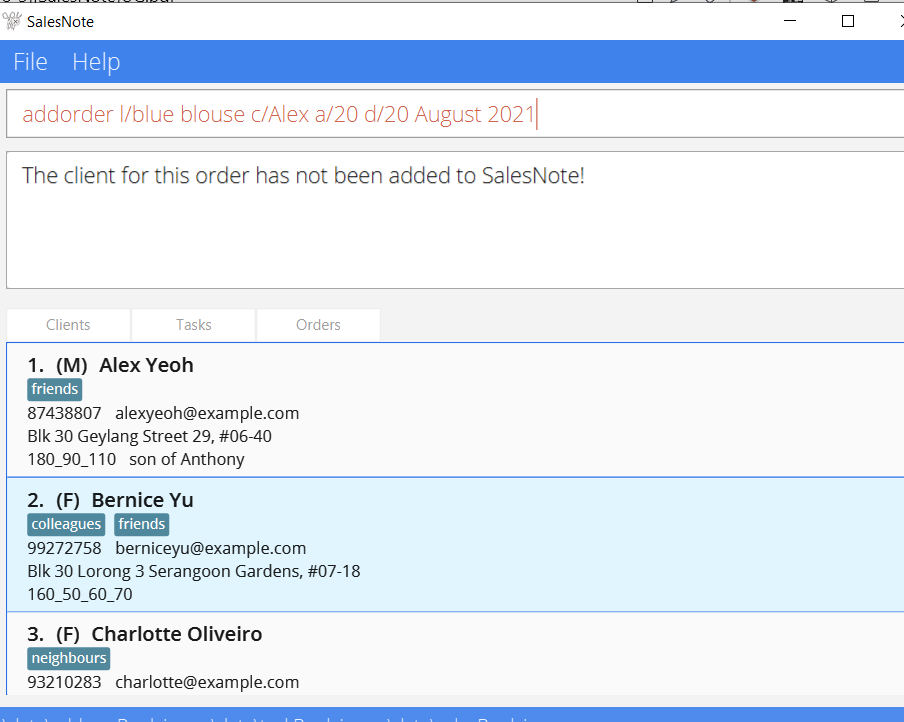 SalesNote
File Help
addorder l/blue blouse c/Alex a/20 d/20 August 2021
The client for this order has not been added to SalesNote!
Clients Tasks Orders
1. (M) Alex Yeoh
friends
87438807 alexyeoh@example.com
Blk 30 Geylang Street 29, #06-40
180_90_110 son of Anthony
2. (F) Bernice Yu
colleagues friends
99272758 berniceyu@example.com
Blk 30 Lorong 3 Serangoon Gardens, #07-18
160_50_60_70
3. (F) Charlotte Oliveiro
neighbours
93210283 charlotte@example.com